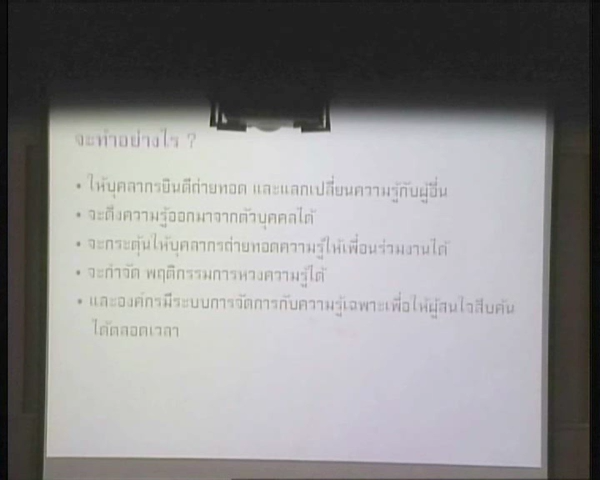 จะทำอย่างไร ?
• ให้บุคลากรยินดีถ่ายทอด และแลกเปลี่ยนความรู้กับผู้อื่น
• จะดึงความรู้ออกมาจากตัวบุคคลได้
• จะกระตุ้นให้บุคลากรถ่ายทอดความรู้ให้เพื่อนร่วมงานได้
• จะกำจัด พฤติกรรมการหวงความรู้ได้
• และองค์กรมีระบบการจัดการกับความรู้เฉพาะเพื่อให้ผู้สนใจสืบค้น
ได้ตลอดเวลา